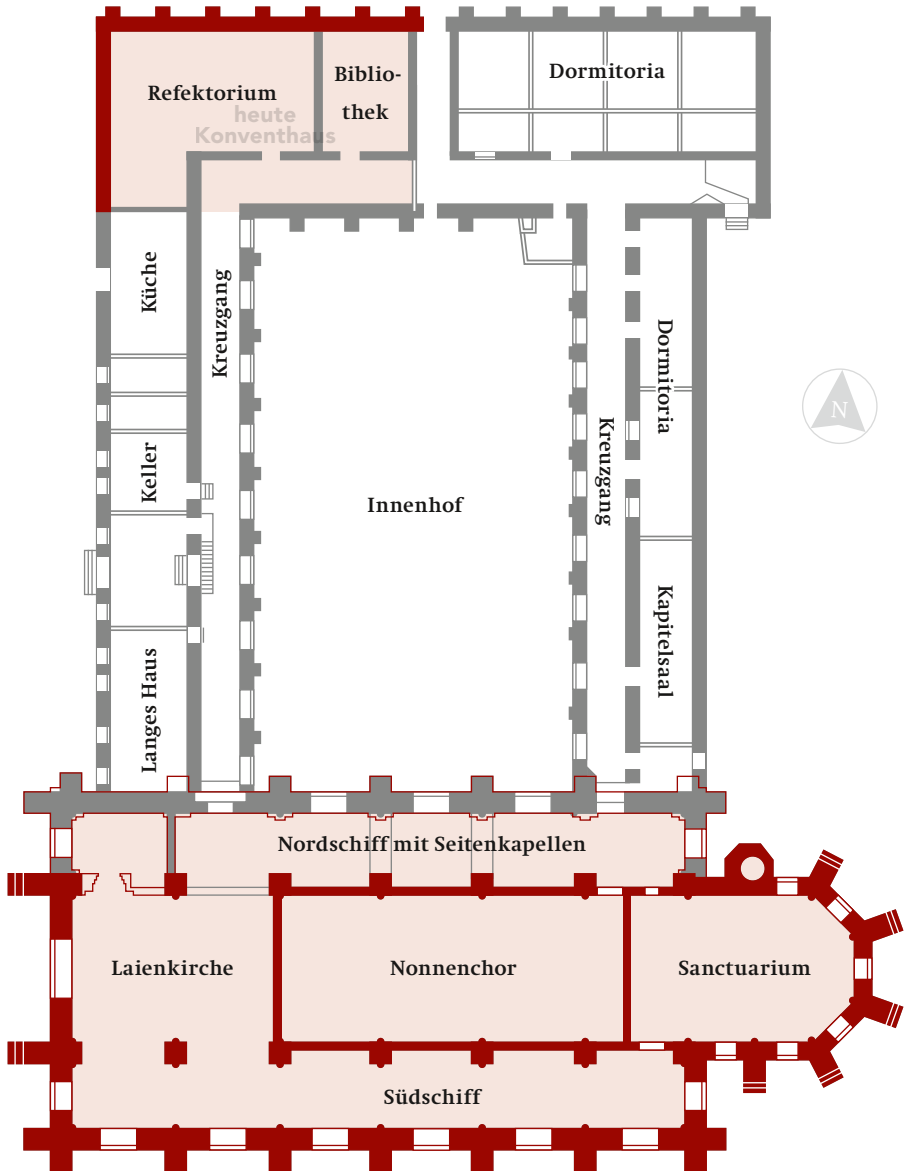 Refektorium
Biblio-
thek
heute
Konventhaus
Dormitoria
Küche
Kreuzgang
Keller
Langes Haus
Innenhof
Kreuzgang
Dormitoria
Kapitelsaal
N
Nordschiff mit Seitenkapellen
Laienkirche
Nonnenchor
Sanctuarium
Südschiff